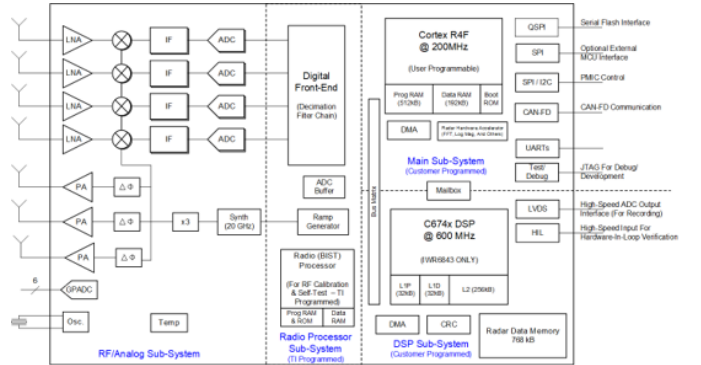 LNA
IF
ADC
LNA
IF
ADC
LNA
IF
ADC
LNA
IF
ADC
Digital
Front-End
(Decimation
Filter Chain)
PA
Δ Φ
PA
Δ Φ
x3
Synth
(20 GHz)
Ramp
Generator
PA
Δ Φ
ADC
Buffer
6
GPADC
Osc.
Temp
RF/Analog Sub-System
Radio (BIST)
Processor
(For RF Calibration
& Self-Test – TI
Programmed)
Prog RAM
& ROM
Data
RAM
Radio Processor
Sub-System
(TI Programmed)
Cortex R4F
@ 200MHz
(User Programmable)
Prog RAM
(512kB)
Data RAM
(192kB)
Boot
ROM
DMA
Radar Hardware Accelerator
(FFT, Log Mag, And Others)
Main Sub-System
(Customer Programmed)
Bus Matrix
Mailbox
C674x DSP
@ 600 MHz
(IWR6843 ONLY)
L1P
(32kB)
L1D
(32kB)
L2 (256kB)
DMA
CRC
DSP Sub-System
(Customer Programmed)
Radar Data Memory
768 kB
QSPI
Serial Flash Interface
SPI
Optional External
MCU Interface
SPI / I2C
PMIC Control
CAN-FD
CAN-FD Communication
UARTs
Test/
Debug
JTAG For Debug/
Development
LVDS
High-Speed ADC Output
Interface (For Recording)
HIL
High-Speed Input For
Hardware-In-Loop Verification